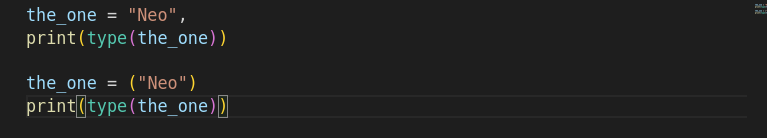 the_one = "Neo",
print(type(the_one))
the_one = ("Neo")
print(type(the_one))